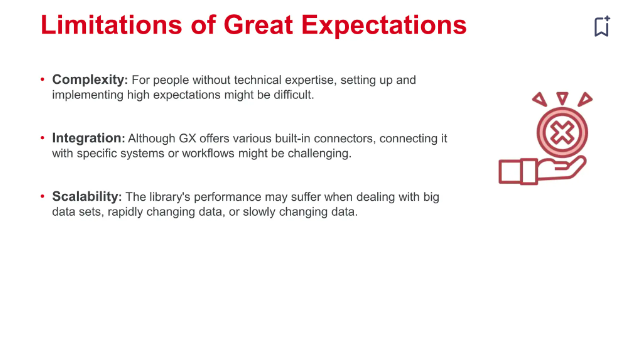 Limitations of Great Expectations
• Complexity: For people without technical expertise, setting up and
implementing high expectations might be difficult.
• Integration: Although GX offers various built-in connectors, connecting it
with specific systems or workflows might be challenging.
• Scalability: The library's performance may suffer when dealing with big
data sets, rapidly changing data, or slowly changing data.